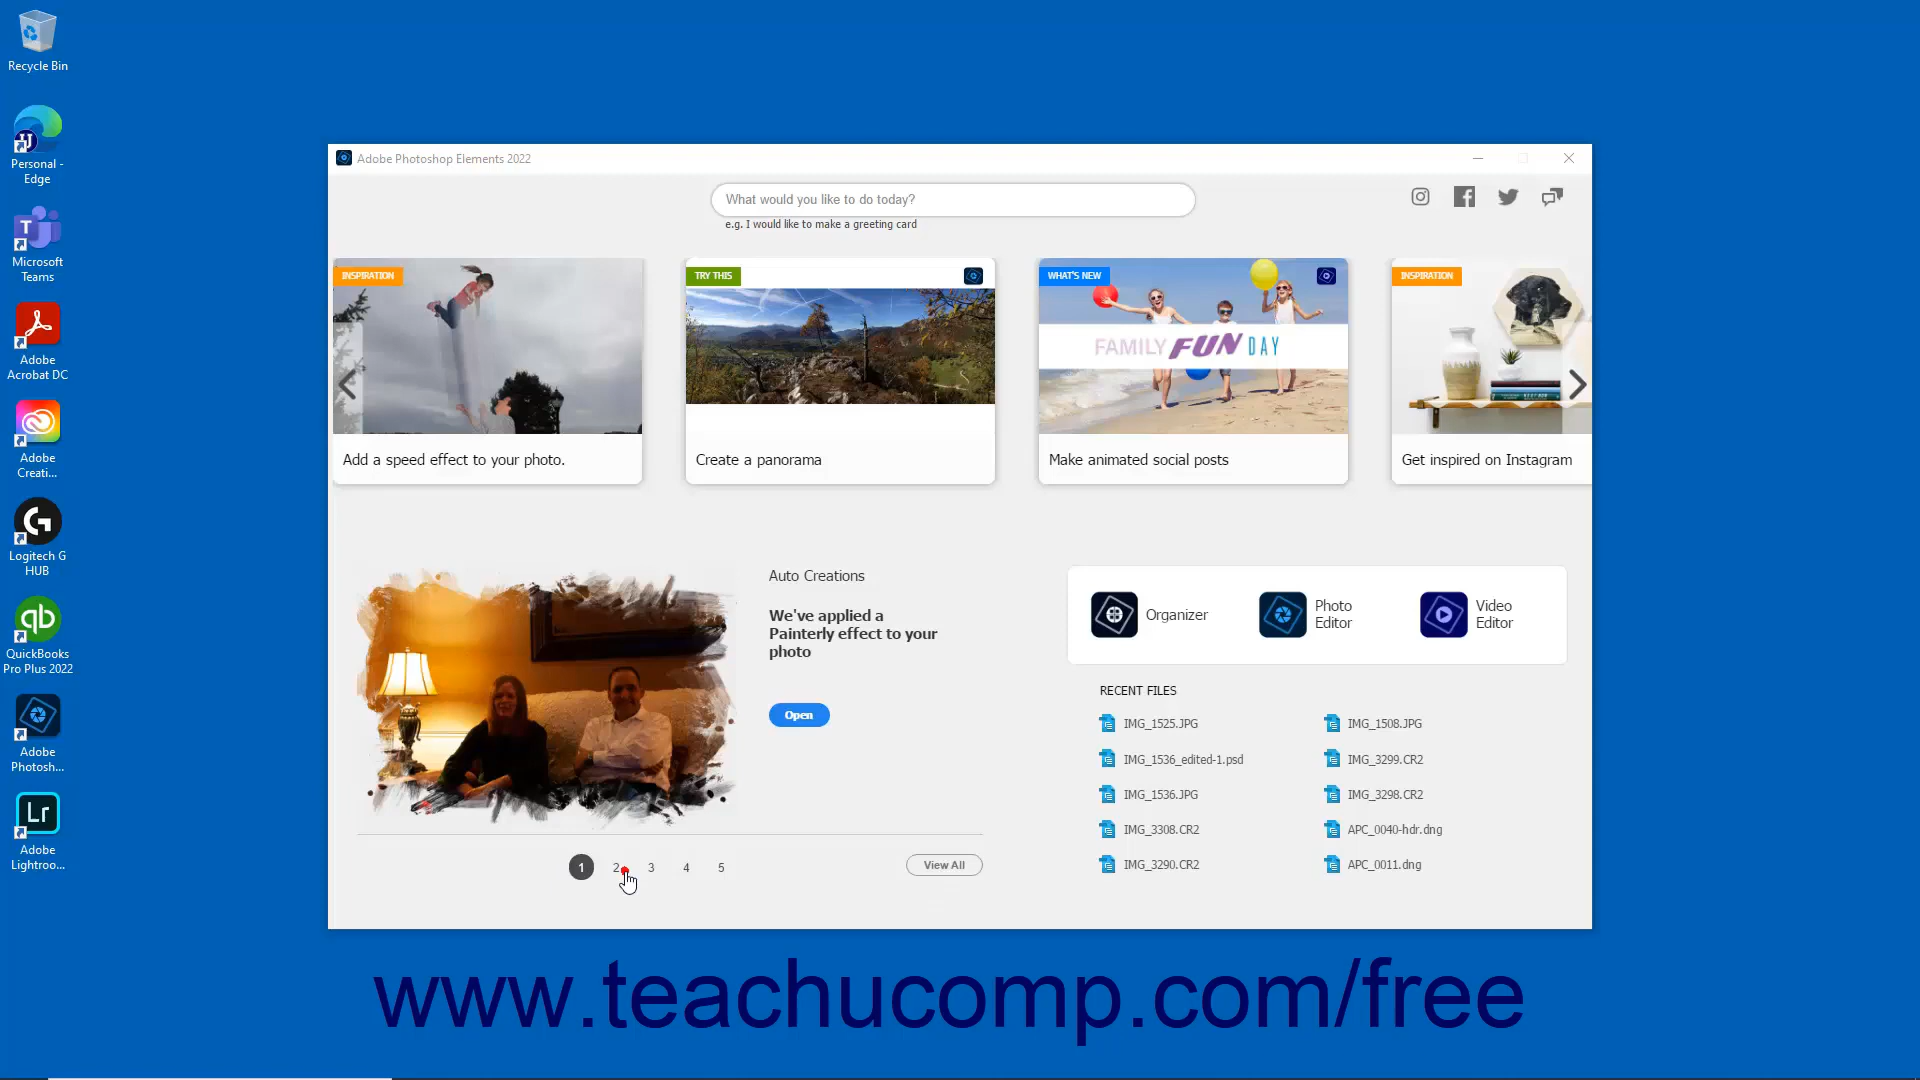 Recycle Bin
Personal -
Edge
Microsoft
Teams
Adobe
Acrobat DC
Adobe
Creati...
Logitech G
HUB
QuickBooks
Pro Plus 2022
Adobe
Photosh...
Adobe
Lightroo...
Adobe Photoshop Elements 2022
What would you like to do today?
e.g. I would like to make a greeting card
INSPIRATION
Add a speed effect to your photo.
TRY THIS
Create a panorama
WHAT'S NEW
FAMILY FUN DAY
Make animated social posts
INSPIRATION
Get inspired on Instagram
Auto Creations
We've applied a
Painterly effect to your
photo
Open
1 2 3 4 5
View All
Organizer
Photo
Editor
Video
Editor
RECENT FILES
IMG_1525.JPG
IMG_1508.JPG
IMG_1536_edited-1.psd
IMG_3299.CR2
IMG_1536.JPG
IMG_3298.CR2
IMG_3308.CR2
APC_0040-hdr.dng
IMG_3290.CR2
APC_0011.dng
www.teachucomp.com/free